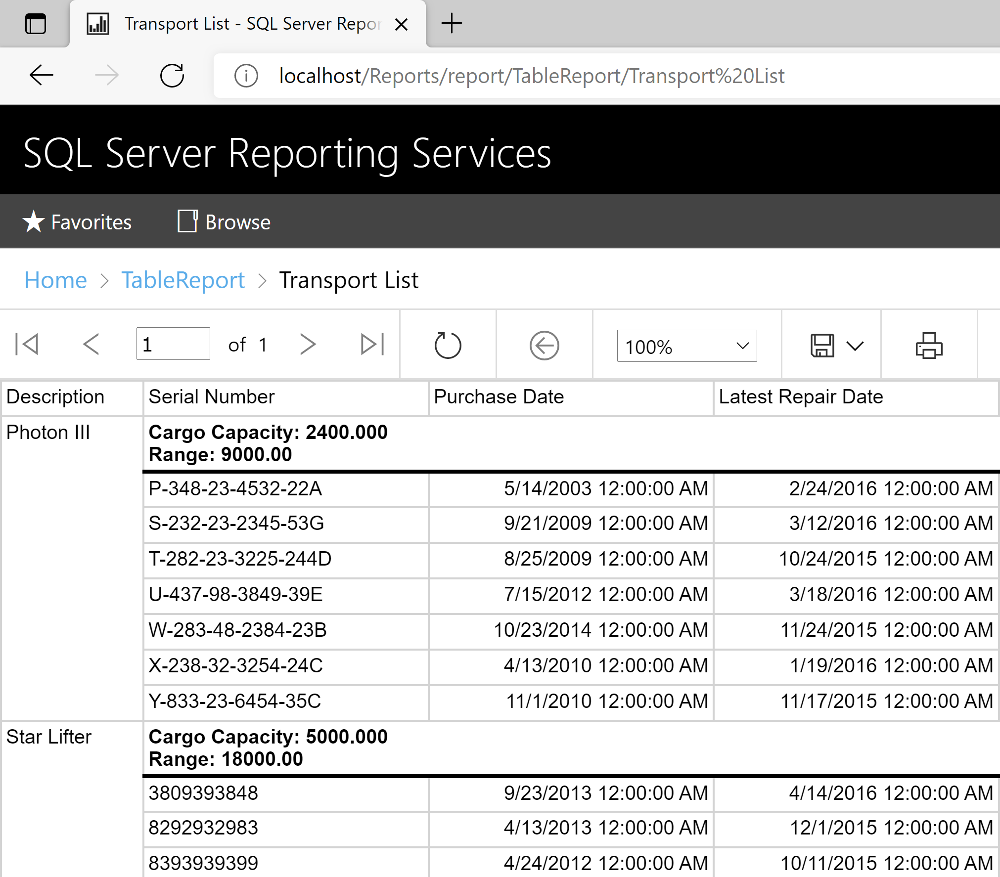 Transport List - SQL Server Repor
localhost/Reports/report/TableReport/Transport%20List
SQL Server Reporting Services
Favorites Browse
Home > TableReport > Transport List
1 of 1 100%
Description Serial Number Purchase Date Latest Repair Date
Photon III Cargo Capacity: 2400.000
Range: 9000.00
P-348-23-4532-22A 5/14/2003 12:00:00 AM 2/24/2016 12:00:00 AM
S-232-23-2345-53G 9/21/2009 12:00:00 AM 3/12/2016 12:00:00 AM
T-282-23-3225-244D 8/25/2009 12:00:00 AM 10/24/2015 12:00:00 AM
U-437-98-3849-39E 7/15/2012 12:00:00 AM 3/18/2016 12:00:00 AM
W-283-48-2384-23B 10/23/2014 12:00:00 AM 11/24/2015 12:00:00 AM
X-238-32-3254-24C 4/13/2010 12:00:00 AM 1/19/2016 12:00:00 AM
Y-833-23-6454-35C 11/1/2010 12:00:00 AM 11/17/2015 12:00:00 AM
Star Lifter Cargo Capacity: 5000.000
Range: 18000.00
3809393848 9/23/2013 12:00:00 AM 4/14/2016 12:00:00 AM
8292932983 4/13/2013 12:00:00 AM 12/1/2015 12:00:00 AM
8393939399 4/24/2012 12:00:00 AM 10/11/2015 12:00:00 AM